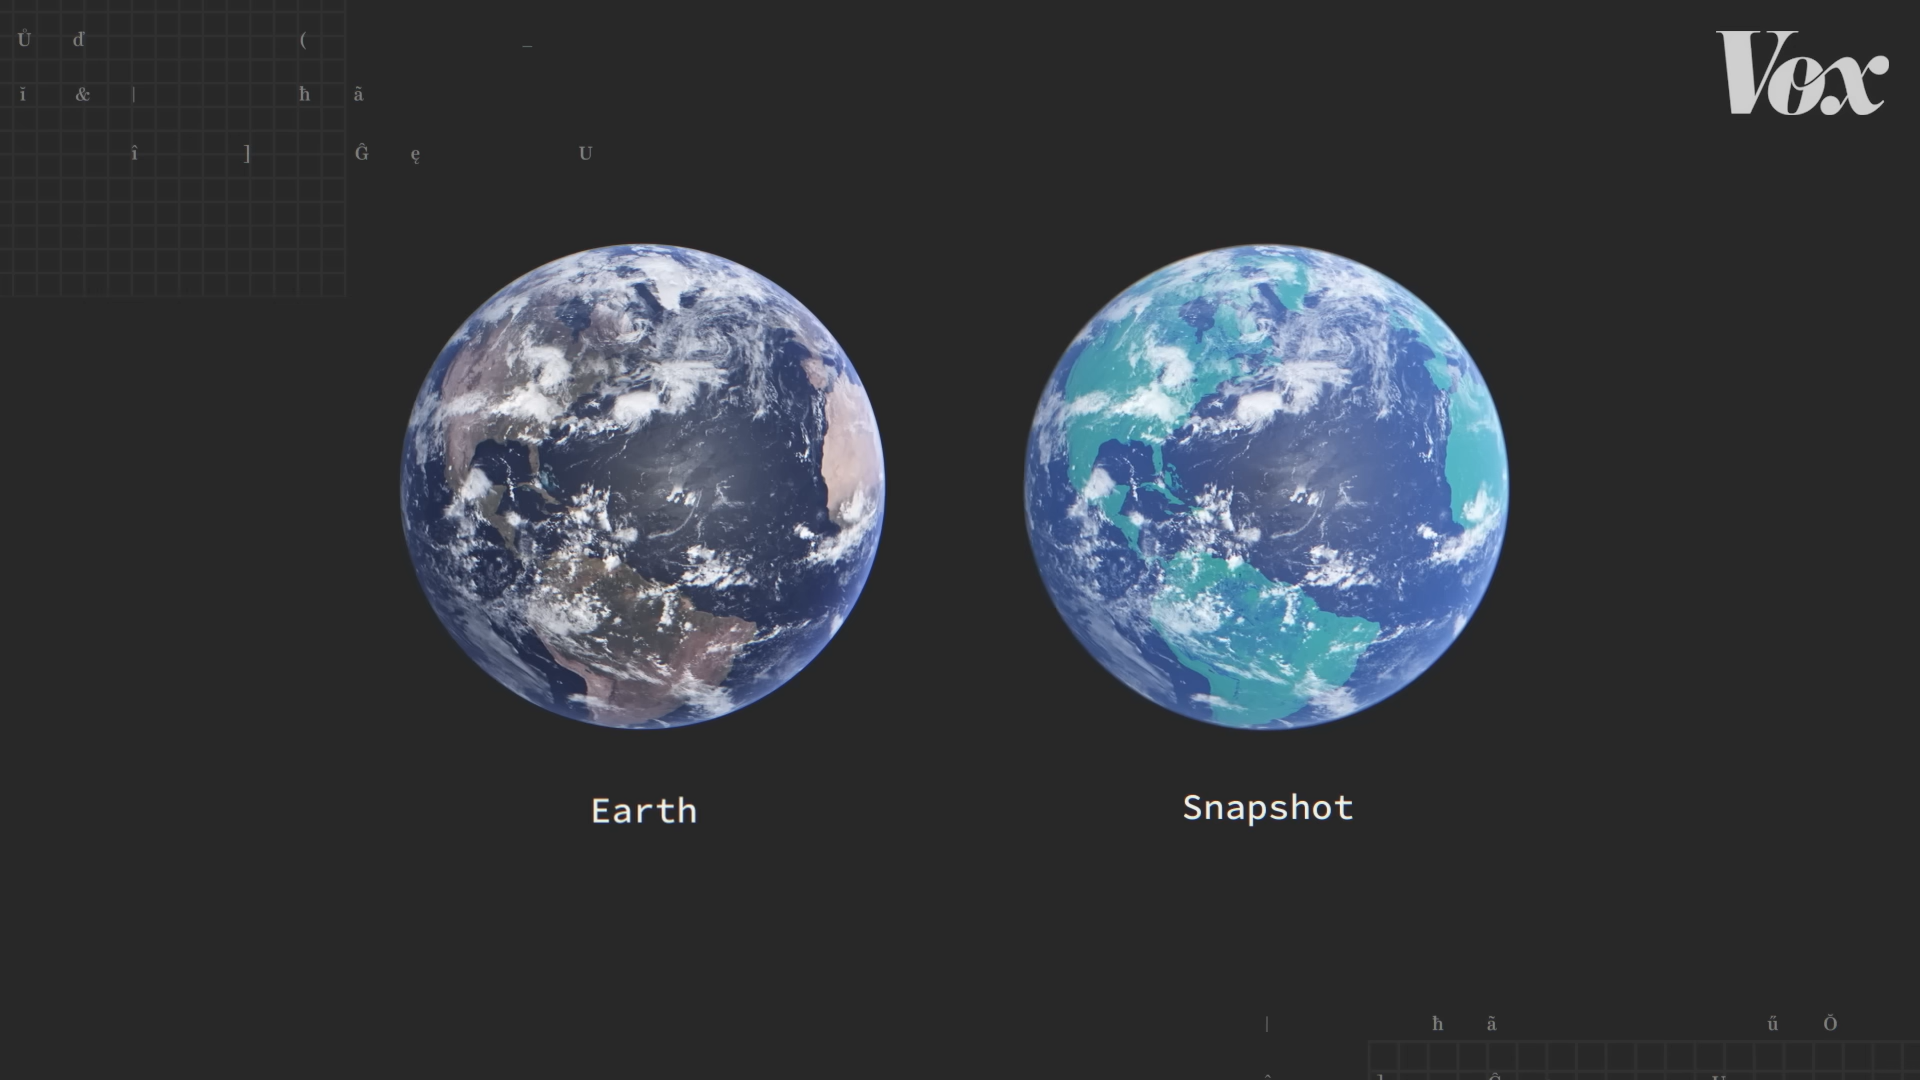 Ů ď ( _
Vox
ĭ & | ħ ã
î ] Ĝ ę U
Earth
Snapshot
| ħ ã ű Ŏ